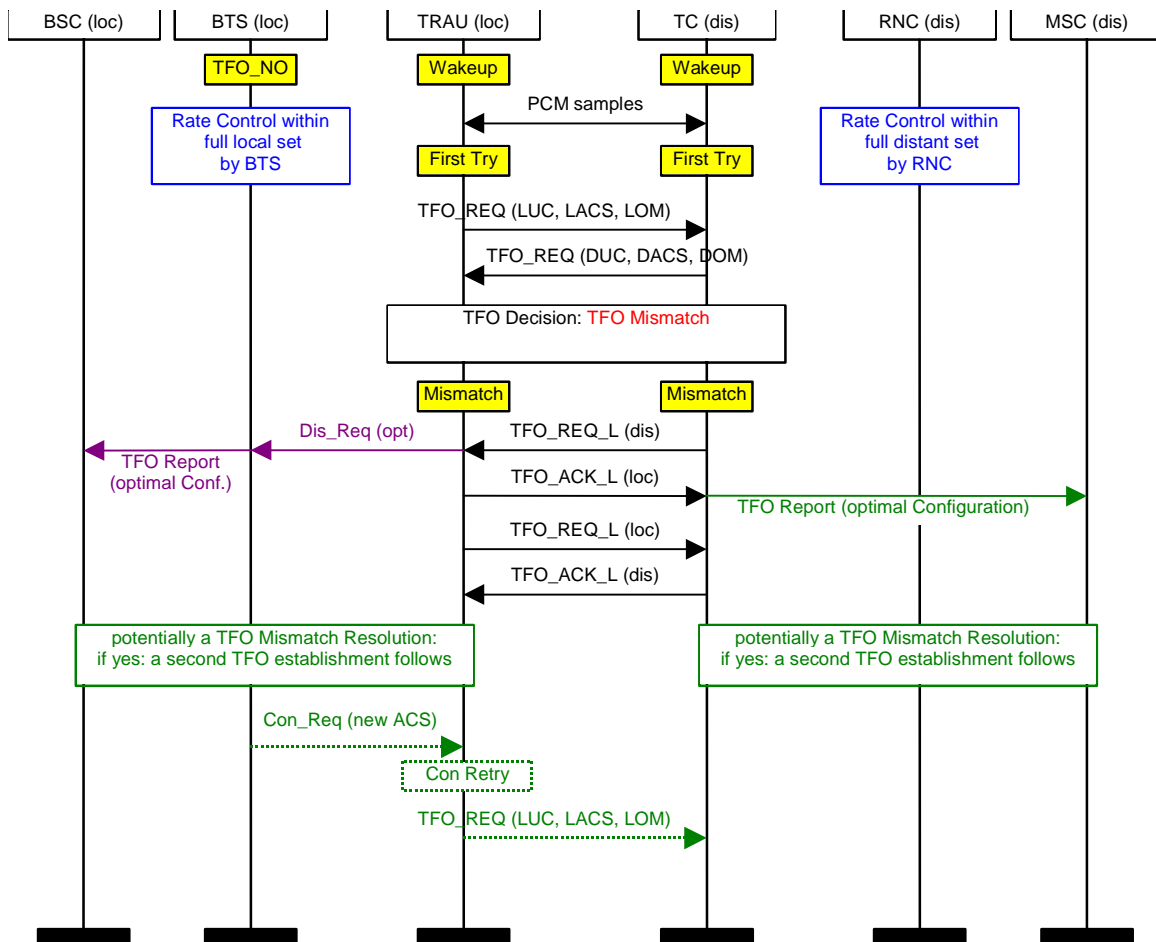 BSC (loc)
BTS (loc)
TRAU (loc)
TC (dis)
RNC (dis)
MSC (dis)
TFO_NO
Wakeup
Wakeup
PCM samples
Rate Control within
full local set
by BTS
Rate Control within
full distant set
by RNC
First Try
First Try
TFO_REQ (LUC, LACS, LOM)
TFO_REQ (DUC, DACS, DOM)
TFO Decision: TFO Mismatch
Mismatch
Mismatch
Dis_Req (opt)
TFO_REQ_L (dis)
TFO Report
(optimal Conf.)
TFO_ACK_L (loc)
TFO Report (optimal Configuration)
TFO_REQ_L (loc)
TFO_ACK_L (dis)
potentially a TFO Mismatch Resolution:
if yes: a second TFO establishment follows
potentially a TFO Mismatch Resolution:
if yes: a second TFO establishment follows
Con_Req (new ACS)
Con Retry
TFO_REQ (LUC, LACS, LOM)